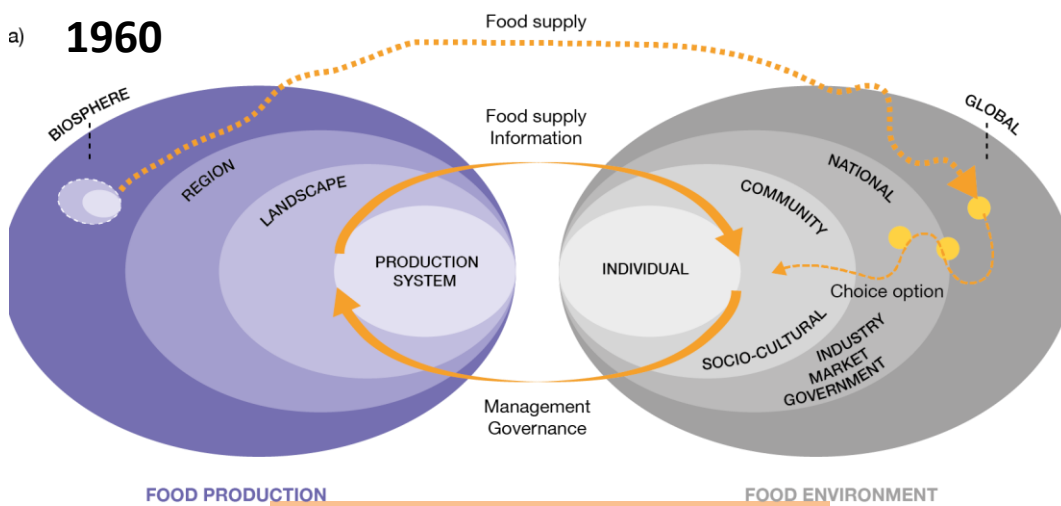 a) 1960
Food supply
BIOSPHERE
GLOBAL
Food supply
Information
REGION
NATIONAL
LANDSCAPE
COMMUNITY
PRODUCTION
SYSTEM
INDIVIDUAL
Choice option
SOCIO-CULTURAL
INDUSTRY
MARKET
GOVERNMENT
Management
Governance
FOOD PRODUCTION
FOOD ENVIRONMENT